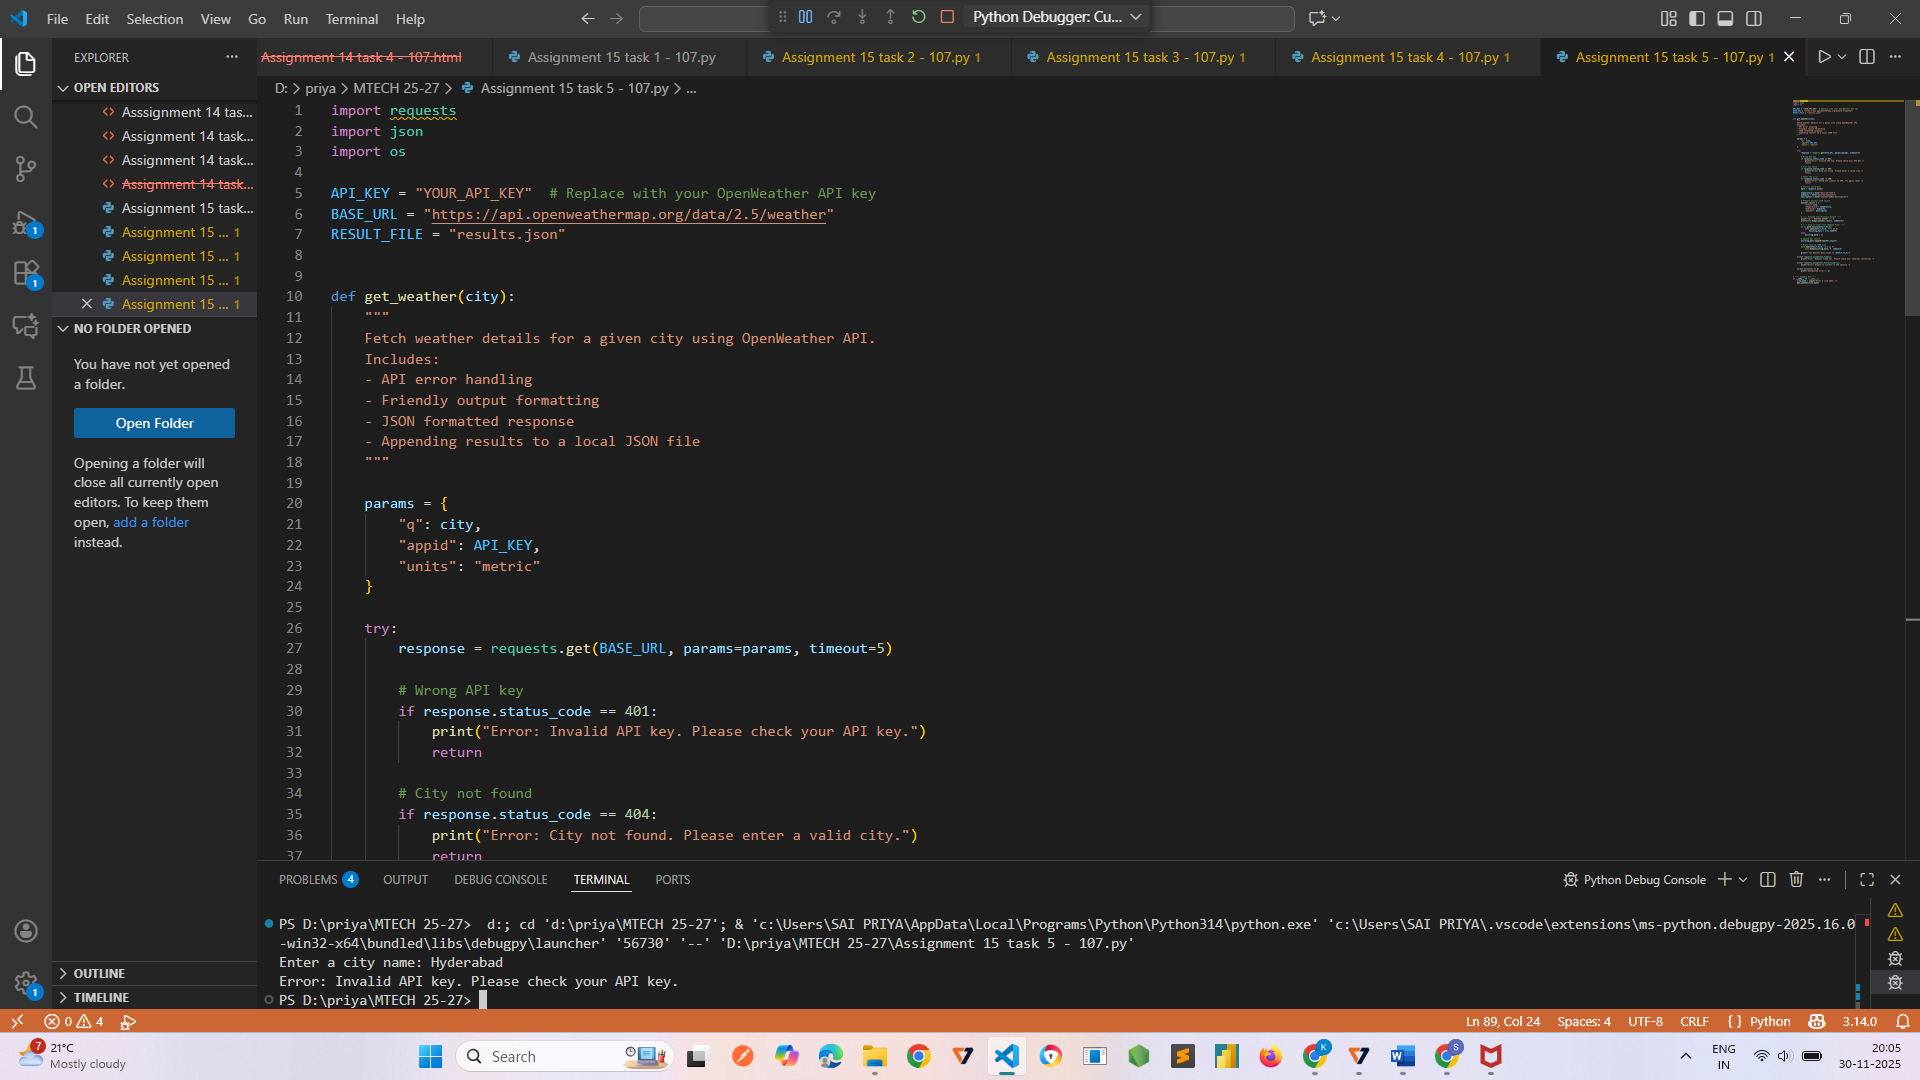 File Edit Selection View Go Run Terminal Help
Python Debugger: Cu...
EXPLORER
Assignment 14 task 4 - 107.html
Assignment 15 task 1 - 107.py
Assignment 15 task 2 - 107.py 1
Assignment 15 task 3 - 107.py 1
Assignment 15 task 4 - 107.py 1
Assignment 15 task 5 - 107.py 1
OPEN EDITORS
Asssignment 14 tas...
Assignment 14 task...
Assignment 14 task...
Assignment 14 task...
Assignment 15 task...
Assignment 15 ... 1
Assignment 15 ... 1
Assignment 15 ... 1
Assignment 15 ... 1
NO FOLDER OPENED
You have not yet opened
a folder.
Open Folder
Opening a folder will
close all currently open
editors. To keep them
open, add a folder
instead.
OUTLINE
TIMELINE
D: > priya > MTECH 25-27 > Assignment 15 task 5 - 107.py > ...
1 import requests
2 import json
3 import os
4
5 API_KEY = "YOUR_API_KEY"  # Replace with your OpenWeather API key
6 BASE_URL = "https://api.openweathermap.org/data/2.5/weather"
7 RESULT_FILE = "results.json"
8
9
10 def get_weather(city):
11     """
12     Fetch weather details for a given city using OpenWeather API.
13     Includes:
14     - API error handling
15     - Friendly output formatting
16     - JSON formatted response
17     - Appending results to a local JSON file
18     """
19
20     params = {
21         "q": city,
22         "appid": API_KEY,
23         "units": "metric"
24     }
25
26     try:
27         response = requests.get(BASE_URL, params=params, timeout=5)
28
29         # Wrong API key
30         if response.status_code == 401:
31             print("Error: Invalid API key. Please check your API key.")
32             return
33
34         # City not found
35         if response.status_code == 404:
36             print("Error: City not found. Please enter a valid city.")
37             return
PROBLEMS 4 OUTPUT DEBUG CONSOLE TERMINAL PORTS
Python Debug Console
PS D:\priya\MTECH 25-27>  d:; cd 'd:\priya\MTECH 25-27'; & 'c:\Users\SAI PRIYA\AppData\Local\Programs\Python\Python314\python.exe' 'c:\Users\SAI PRIYA\.vscode\extensions\ms-python.debugpy-2025.16.0
-win32-x64\bundled\libs\debugpy\launcher' '56730' '--' 'D:\priya\MTECH 25-27\Assignment 15 task 5 - 107.py'
Enter a city name: Hyderabad
Error: Invalid API key. Please check your API key.
PS D:\priya\MTECH 25-27>
0 4
Ln 89, Col 24 Spaces: 4 UTF-8 CRLF { } Python 3.14.0
7
21°C
Mostly cloudy
Search
K
S
ENG
IN
20:05
30-11-2025